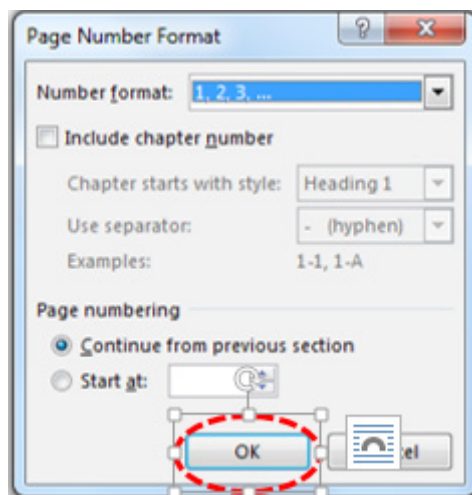 Page Number Format
Number format: 1, 2, 3, ...
Include chapter number
Chapter starts with style: Heading 1
Use separator: - (hyphen)
Examples: 1-1, 1-A
Page numbering
Continue from previous section
Start at:
OK